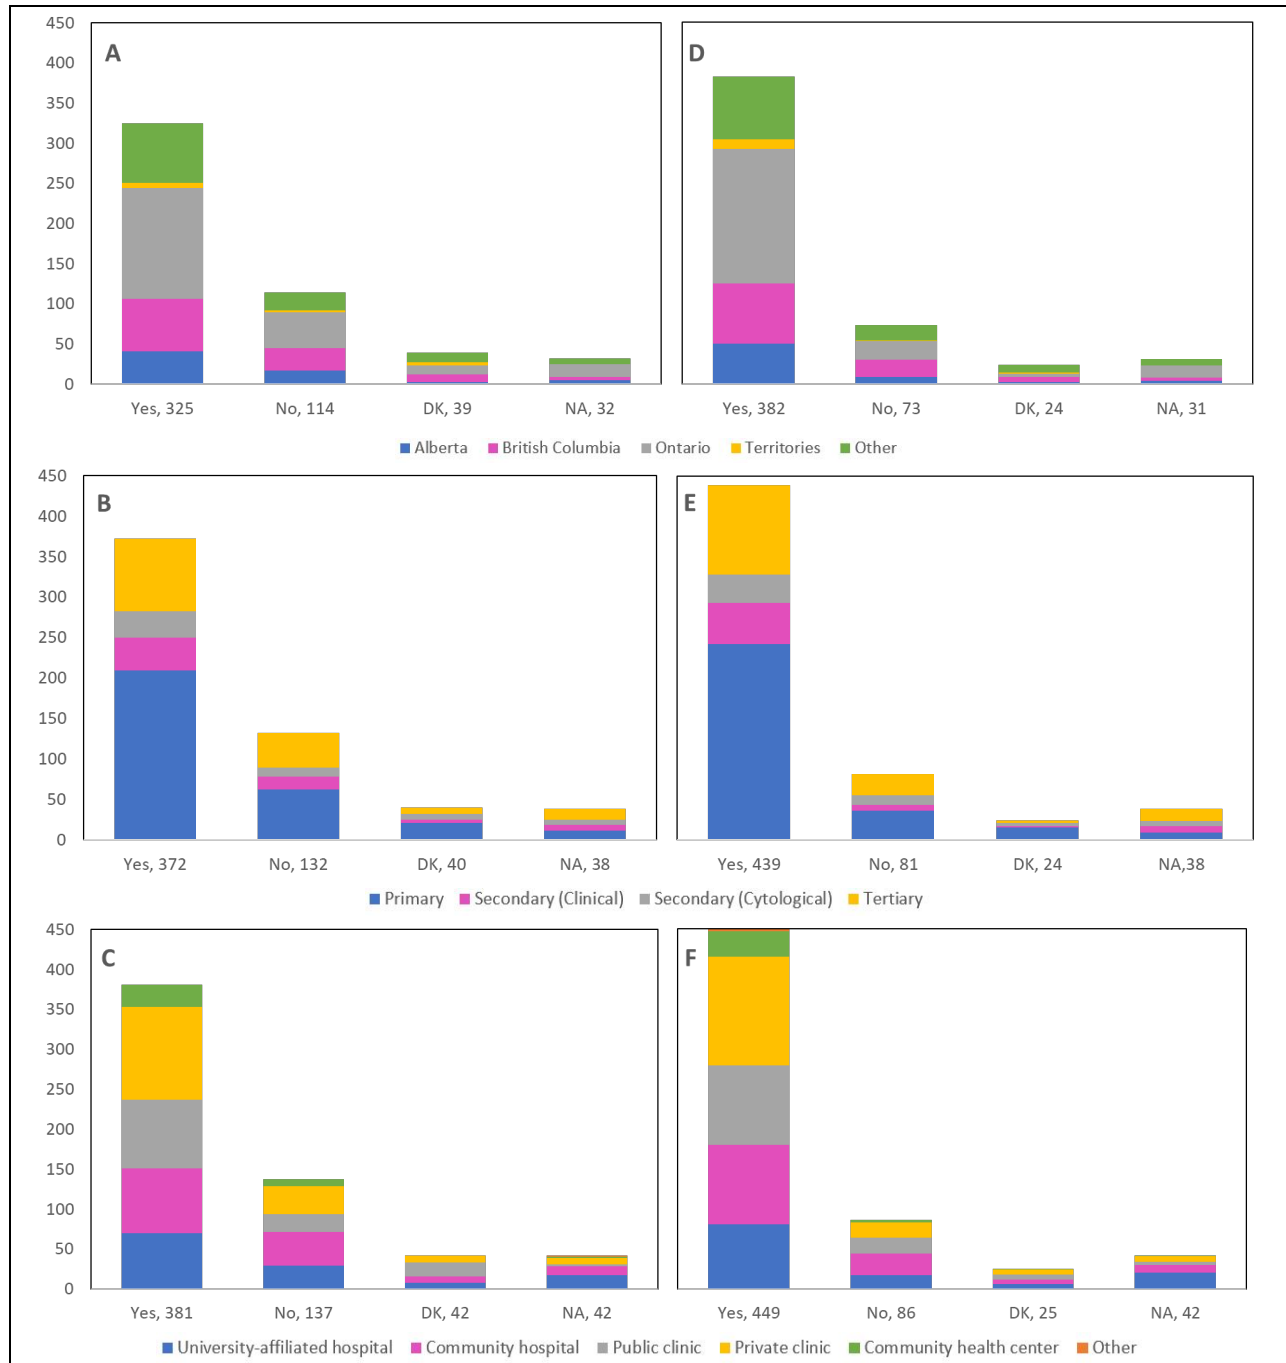 450
400
350
300
250
200
150
100
50
0
A
D
Yes, 325 No, 114 DK, 39 NA, 32
Yes, 382 No, 73 DK, 24 NA, 31
Alberta British Columbia Ontario Territories Other
450
400
350
300
250
200
150
100
50
0
B
E
Yes, 372 No, 132 DK, 40 NA, 38
Yes, 439 No, 81 DK, 24 NA,38
Primary Secondary (Clinical) Secondary (Cytological) Tertiary
450
400
350
300
250
200
150
100
50
0
C
F
Yes, 381 No, 137 DK, 42 NA, 42
Yes, 449 No, 86 DK, 25 NA, 42
University-affiliated hospital Community hospital Public clinic Private clinic Community health center Other